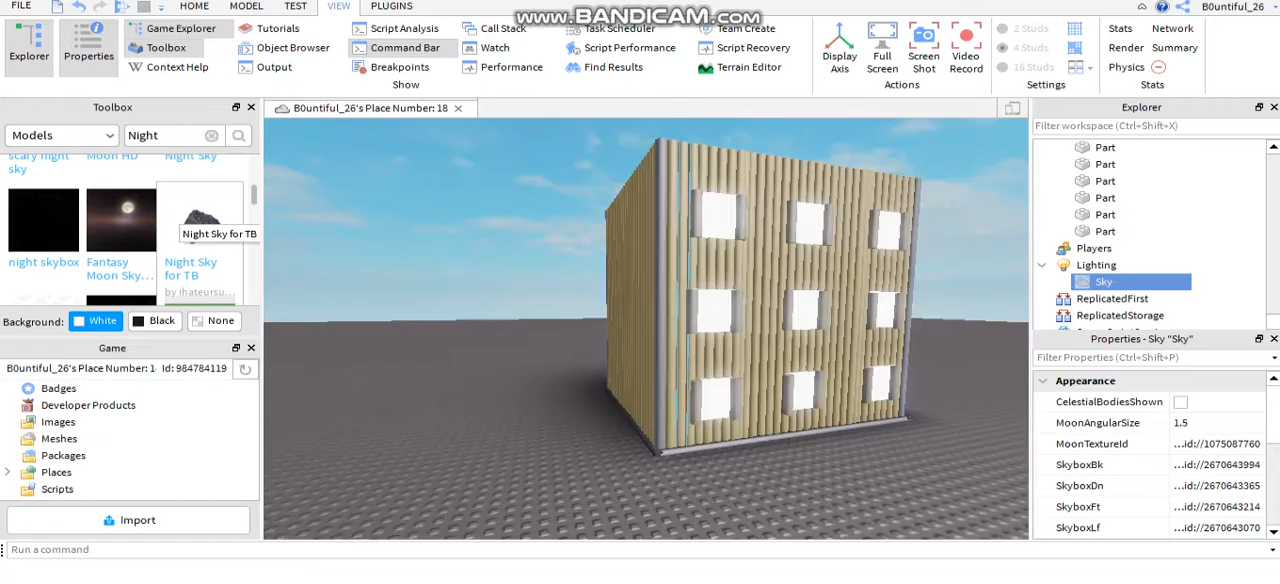 www.BANDICAM.com
FILE HOME MODEL TEST VIEW PLUGINS B0untiful_26
Explorer Properties
Game Explorer Tutorials
Toolbox Object Browser
Context Help Output
Script Analysis Call Stack Task Scheduler Team Create
Command Bar Watch Script Performance Script Recovery
Breakpoints Performance Find Results Terrain Editor
Show
Display Axis
Full Screen
Screen Shot
Video Record
Actions
2 Studs
4 Studs
16 Studs
Settings
Stats Network
Render Summary
Physics
Stats
Toolbox
B0untiful_26's Place Number: 18
Models Night
scary night sky
Moon HD
Night Sky
night skybox
Fantasy Moon Sky...
Night Sky for TB
by ihateursu...
Night Sky for TB
Background: White Black None
Game
B0untiful_26's Place Number: 1 Id: 984784119
Badges
Developer Products
Images
Meshes
Packages
Places
Scripts
Import
Run a command
Explorer
Filter workspace (Ctrl+Shift+X)
Part
Part
Part
Part
Part
Part
Players
Lighting
Sky
ReplicatedFirst
ReplicatedStorage
Properties - Sky "Sky"
Filter Properties (Ctrl+Shift+P)
Appearance
CelestialBodiesShown
MoonAngularSize 1.5
MoonTextureId ...id://1075087760
SkyboxBk ...id://2670643994
SkyboxDn ...id://2670643365
SkyboxFt ...id://2670643214
SkyboxLf ...id://2670643070